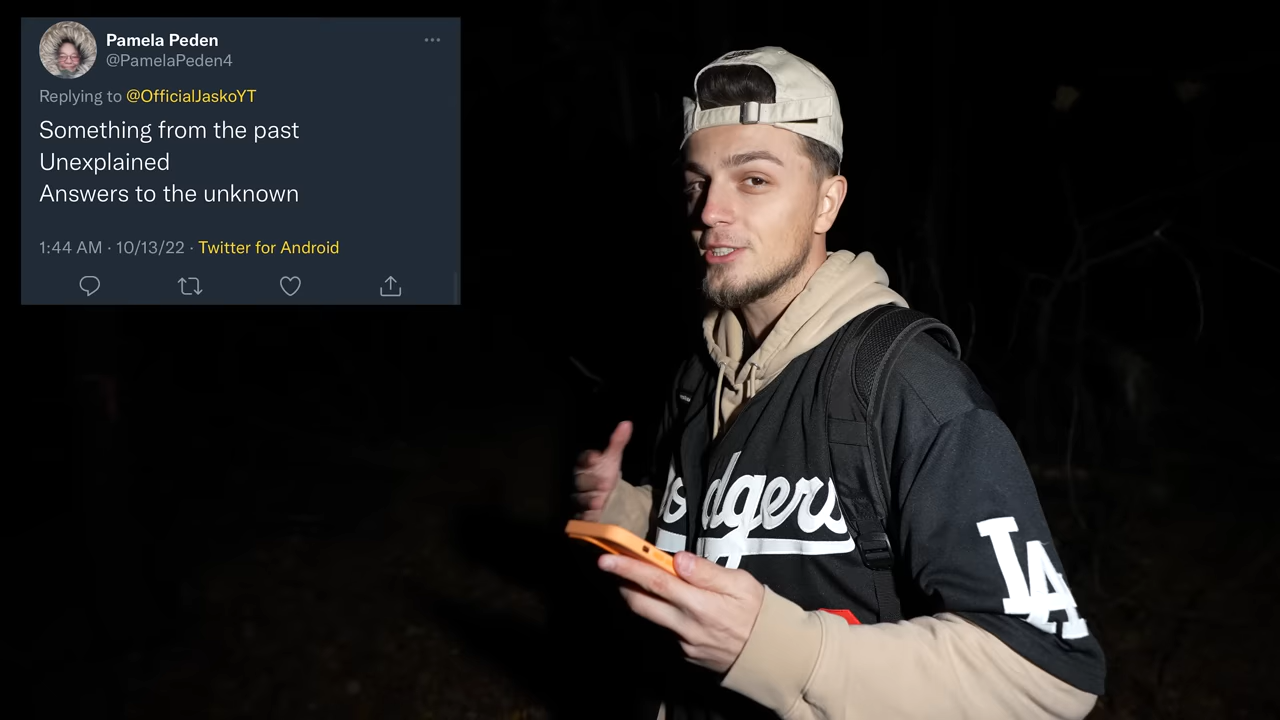 Pamela Peden
@PamelaPeden4
Replying to @OfficialJaskoYT
Something from the past
Unexplained
Answers to the unknown
1:44 AM · 10/13/22 · Twitter for Android
Dodgers
LA